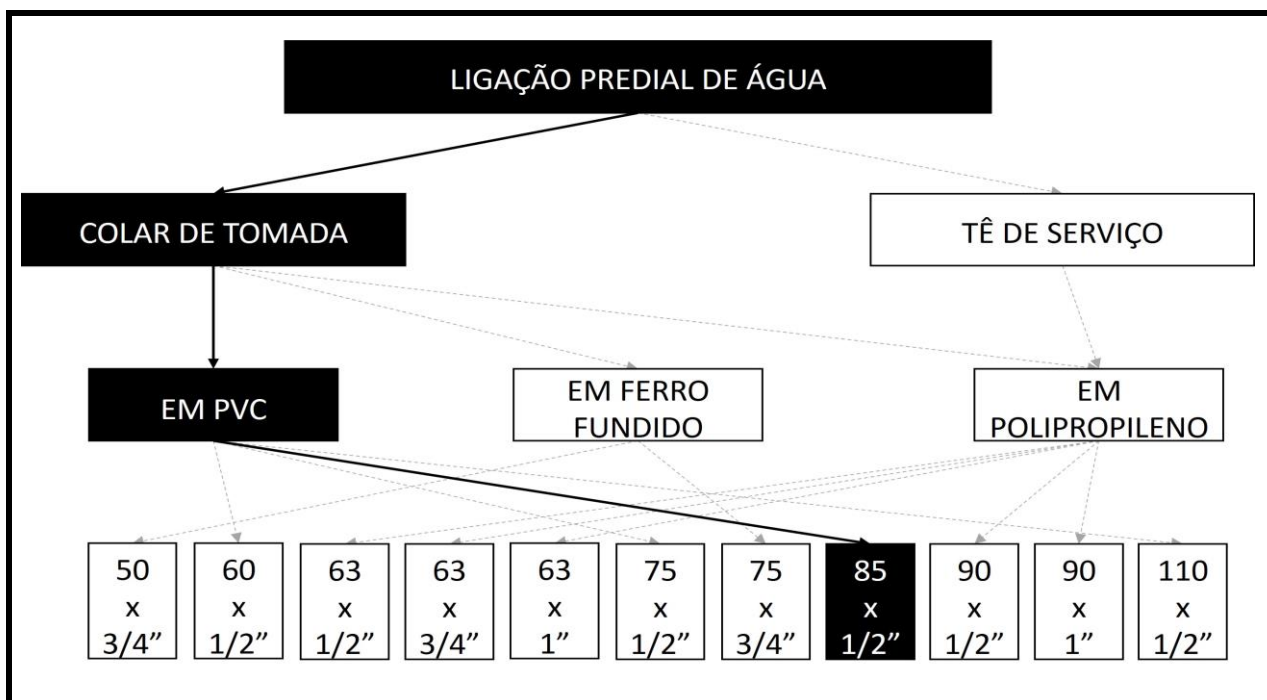 LIGAÇÃO PREDIAL DE ÁGUA
COLAR DE TOMADA
TÊ DE SERVIÇO
EM PVC
EM FERRO
FUNDIDO
EM
POLIPROPILENO
50
x
3/4”
60
x
1/2”
63
x
1/2”
63
x
3/4”
63
x
1”
75
x
1/2”
75
x
3/4”
85
x
1/2”
90
x
1/2”
90
x
1”
110
x
1/2”